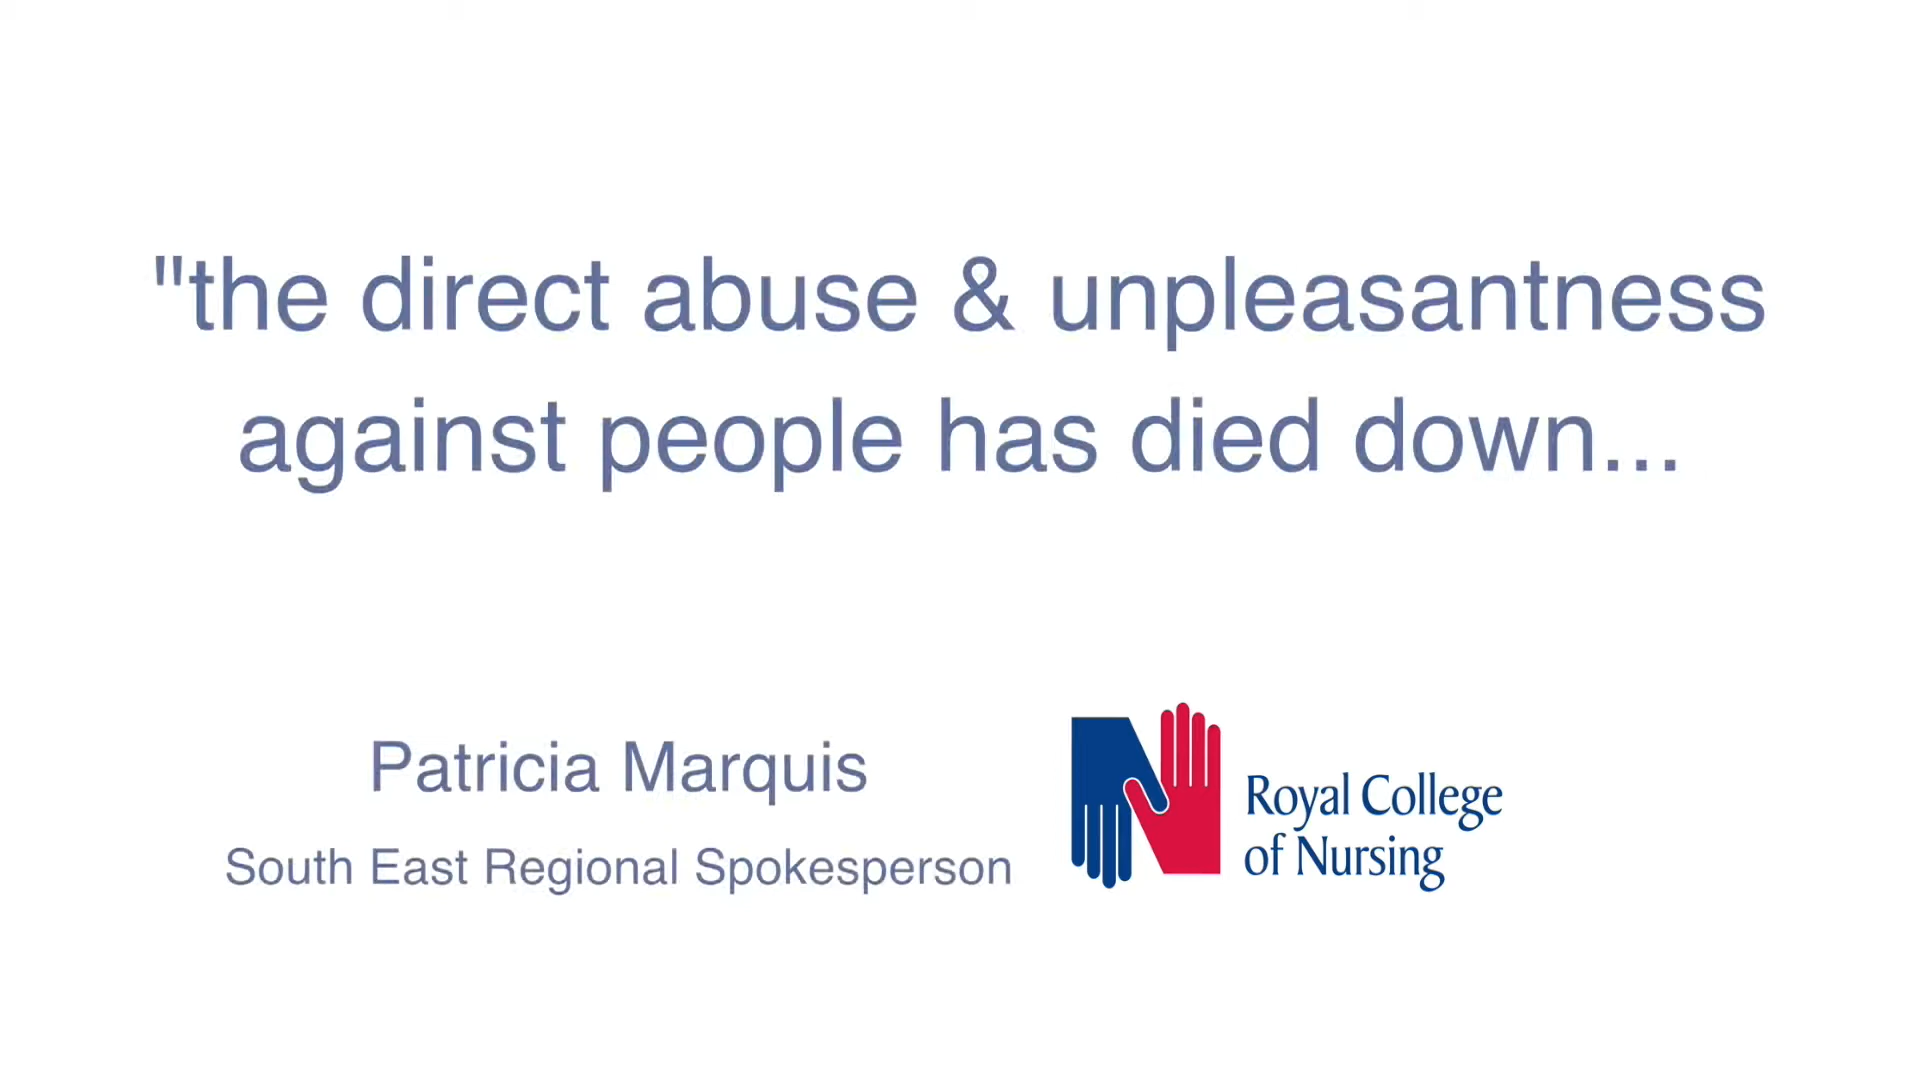 "the direct abuse & unpleasantness
against people has died down...
Patricia Marquis
South East Regional Spokesperson
Royal College
of Nursing